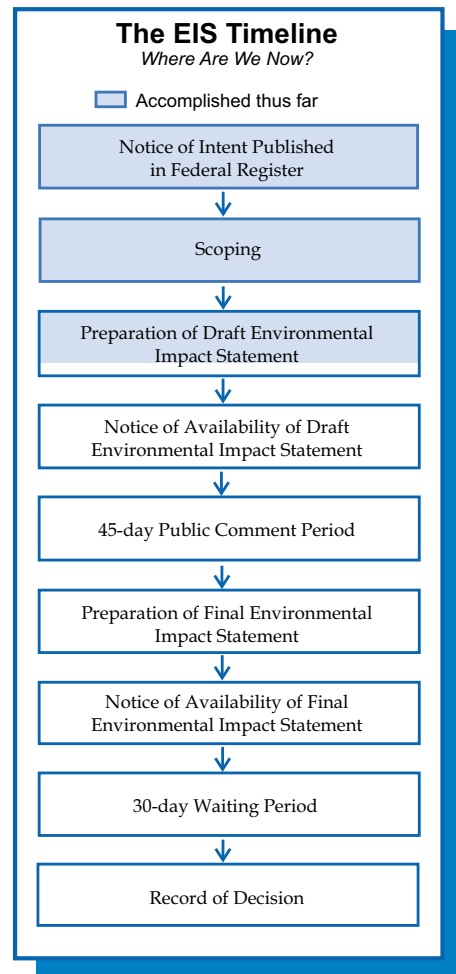 The EIS Timeline
Where Are We Now?
Accomplished thus far
Notice of Intent Published
in Federal Register
Scoping
Preparation of Draft Environmental
Impact Statement
Notice of Availability of Draft
Environmental Impact Statement
45-day Public Comment Period
Preparation of Final Environmental
Impact Statement
Notice of Availability of Final
Environmental Impact Statement
30-day Waiting Period
Record of Decision